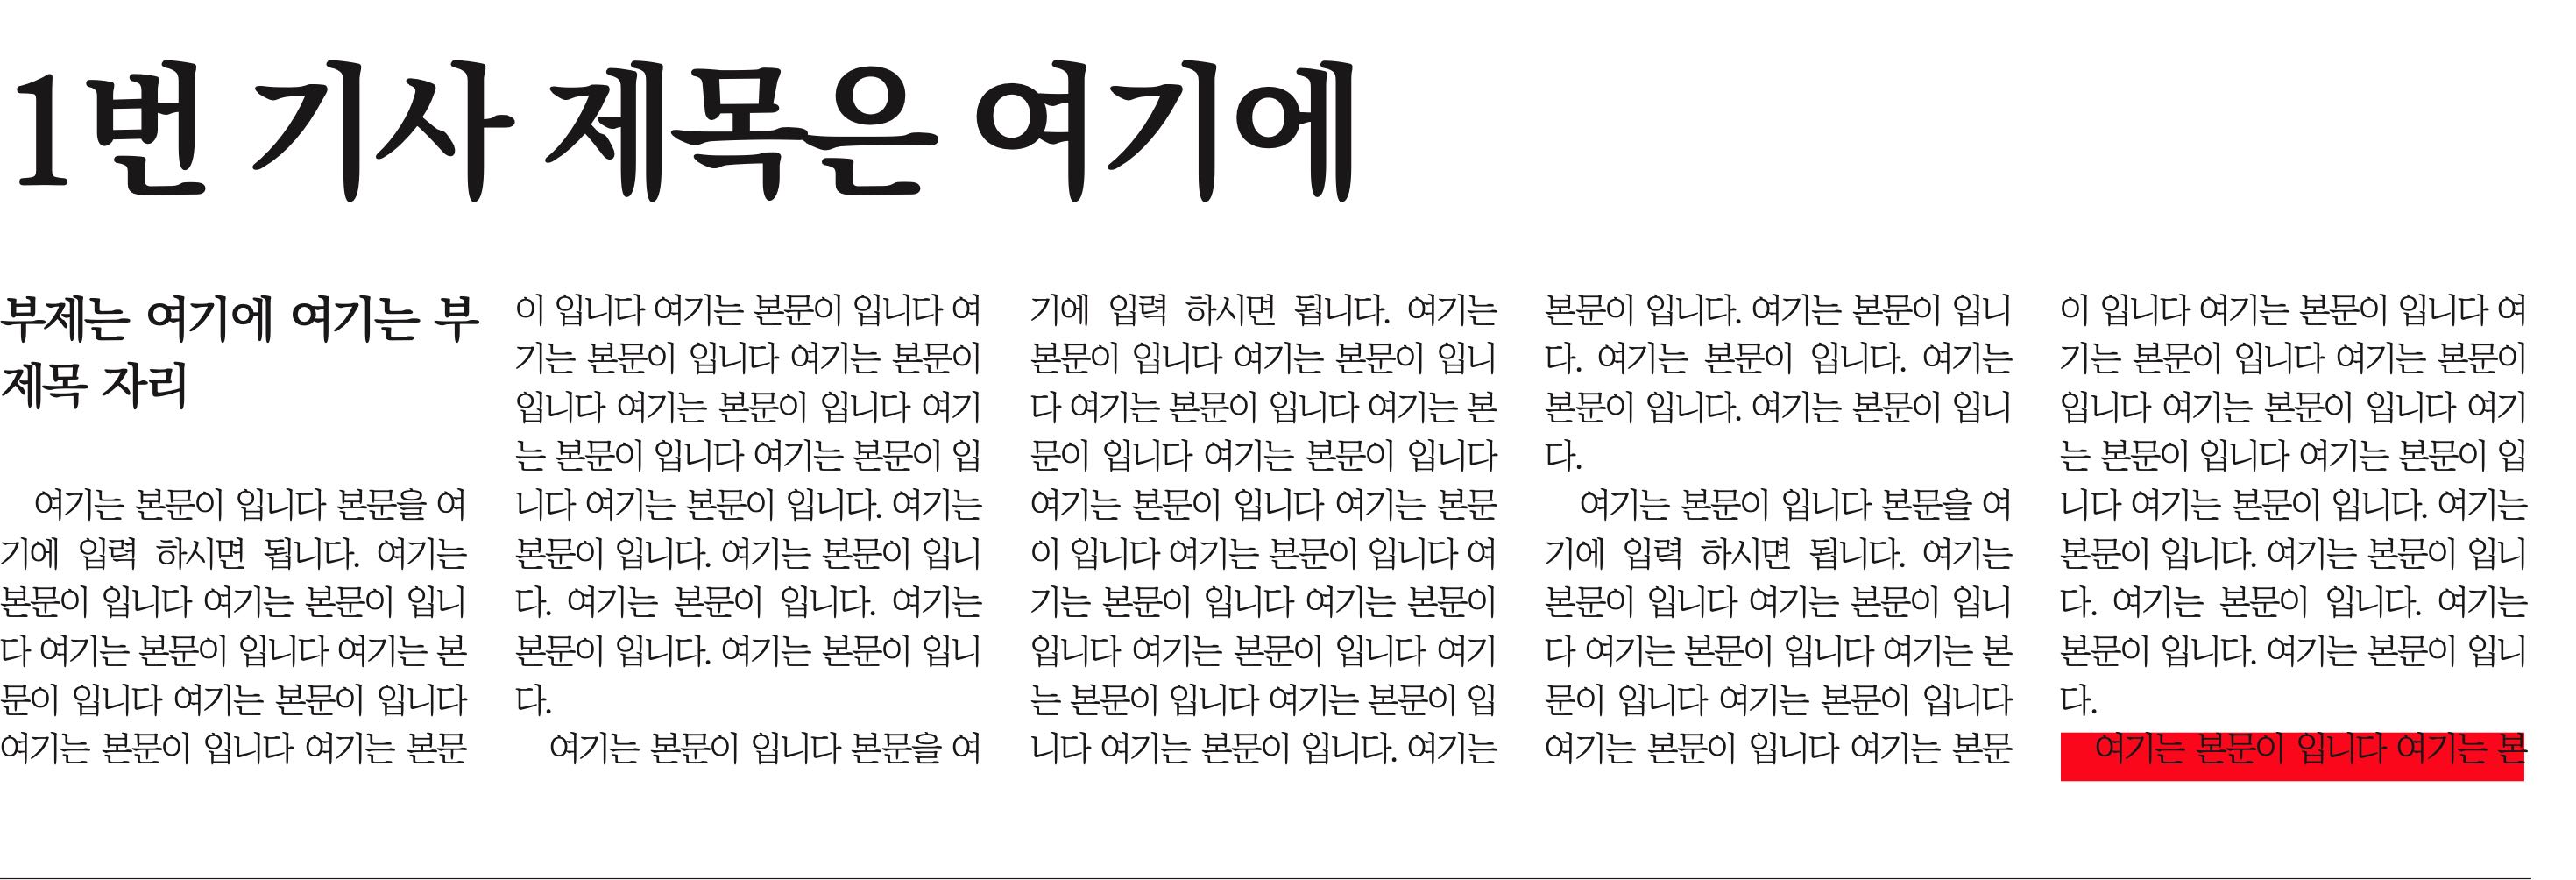 1번 기사 제목은 여기에
부제는 여기에 여기는 부
제목 자리
여기는 본문이 입니다 본문을 여
기에 입력 하시면 됩니다. 여기는
본문이 입니다 여기는 본문이 입니
다 여기는 본문이 입니다 여기는 본
문이 입니다 여기는 본문이 입니다
여기는 본문이 입니다 여기는 본문
이 입니다 여기는 본문이 입니다 여
기는 본문이 입니다 여기는 본문이
입니다 여기는 본문이 입니다 여기
는 본문이 입니다 여기는 본문이 입
니다 여기는 본문이 입니다. 여기는
본문이 입니다. 여기는 본문이 입니
다. 여기는 본문이 입니다. 여기는
본문이 입니다. 여기는 본문이 입니
다.
여기는 본문이 입니다 본문을 여
기에 입력 하시면 됩니다. 여기는
본문이 입니다 여기는 본문이 입니
다 여기는 본문이 입니다 여기는 본
문이 입니다 여기는 본문이 입니다
여기는 본문이 입니다 여기는 본문
이 입니다 여기는 본문이 입니다 여
기는 본문이 입니다 여기는 본문이
입니다 여기는 본문이 입니다 여기
는 본문이 입니다 여기는 본문이 입
니다 여기는 본문이 입니다. 여기는
본문이 입니다. 여기는 본문이 입니
다. 여기는 본문이 입니다. 여기는
본문이 입니다. 여기는 본문이 입니
다.
여기는 본문이 입니다 본문을 여
기에 입력 하시면 됩니다. 여기는
본문이 입니다 여기는 본문이 입니
다 여기는 본문이 입니다 여기는 본
문이 입니다 여기는 본문이 입니다
여기는 본문이 입니다 여기는 본문
이 입니다 여기는 본문이 입니다 여
기는 본문이 입니다 여기는 본문이
입니다 여기는 본문이 입니다 여기
는 본문이 입니다 여기는 본문이 입
니다 여기는 본문이 입니다. 여기는
본문이 입니다. 여기는 본문이 입니
다. 여기는 본문이 입니다. 여기는
본문이 입니다. 여기는 본문이 입니
다.
여기는 본문이 입니다 여기는 본